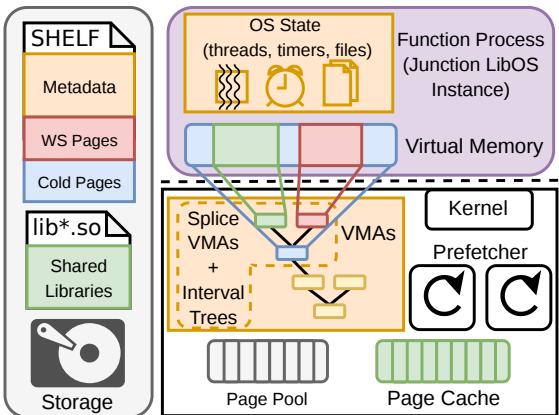 SHELF
Metadata
WS Pages
Cold Pages
lib*.so
Shared
Libraries
Storage
OS State
(threads, timers, files)
Function Process
(Junction LibOS
Instance)
Virtual Memory
Splice
VMAs
+
Interval
Trees
VMAs
Kernel
Prefetcher
Page Pool
Page Cache